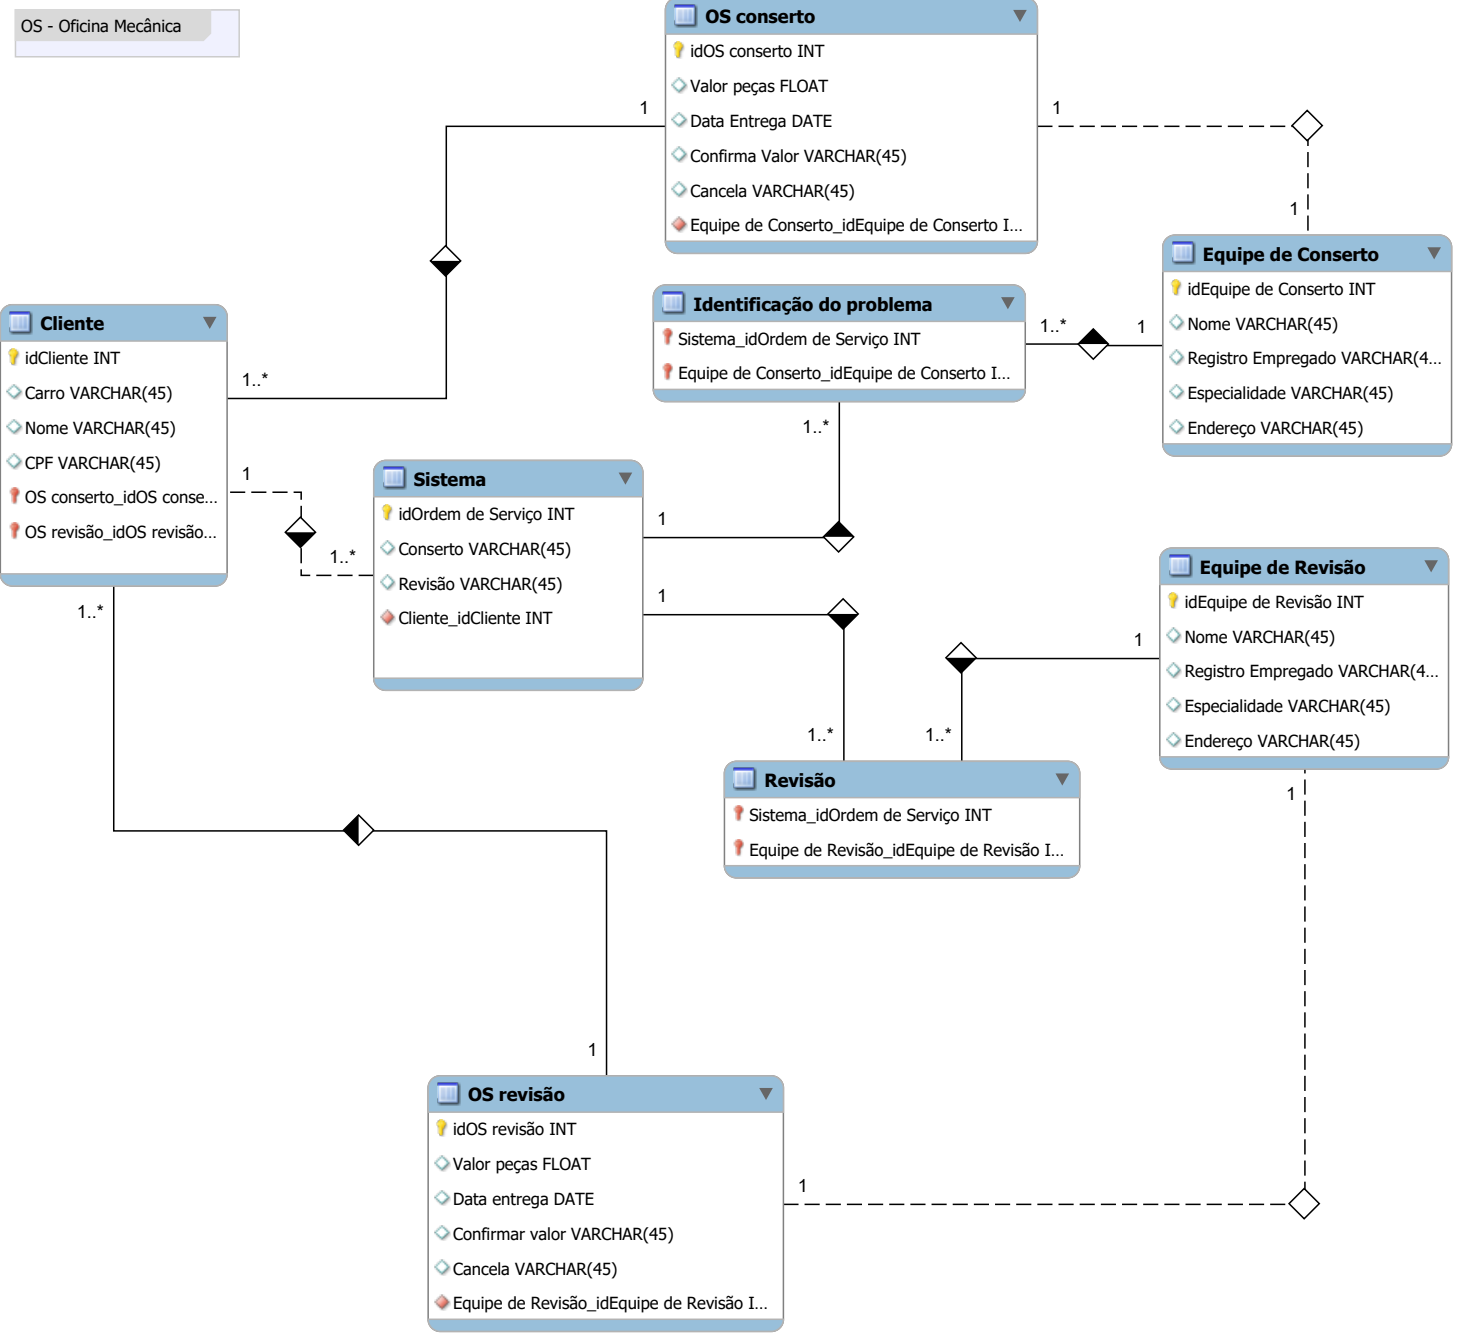 OS - Oficina Mecânica
OS conserto
idOS conserto INT
Valor peças FLOAT
Data Entrega DATE
Confirma Valor VARCHAR(45)
Cancela VARCHAR(45)
Equipe de Conserto_idEquipe de Conserto I...
1
1
1
Equipe de Conserto
idEquipe de Conserto INT
Nome VARCHAR(45)
Registro Empregado VARCHAR(4...
Especialidade VARCHAR(45)
Endereço VARCHAR(45)
Identificação do problema
Sistema_idOrdem de Serviço INT
Equipe de Conserto_idEquipe de Conserto I...
1..*
1
1..*
Cliente
idCliente INT
Carro VARCHAR(45)
Nome VARCHAR(45)
CPF VARCHAR(45)
OS conserto_idOS conse...
OS revisão_idOS revisão...
1..*
1
1..*
1..*
Sistema
idOrdem de Serviço INT
Conserto VARCHAR(45)
Revisão VARCHAR(45)
Cliente_idCliente INT
1
1
Equipe de Revisão
idEquipe de Revisão INT
Nome VARCHAR(45)
Registro Empregado VARCHAR(4...
Especialidade VARCHAR(45)
Endereço VARCHAR(45)
1
1..*
1..*
1
Revisão
Sistema_idOrdem de Serviço INT
Equipe de Revisão_idEquipe de Revisão I...
1
OS revisão
idOS revisão INT
Valor peças FLOAT
Data entrega DATE
Confirmar valor VARCHAR(45)
Cancela VARCHAR(45)
Equipe de Revisão_idEquipe de Revisão I...
1